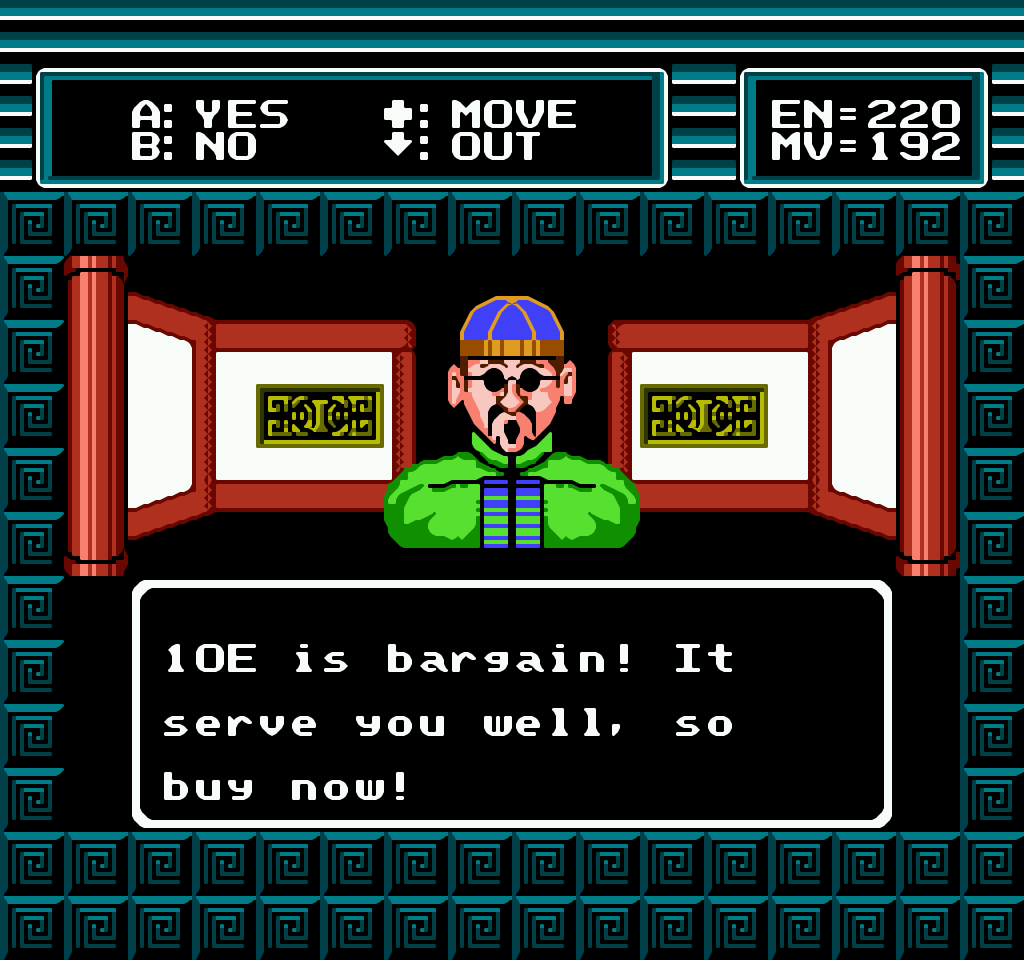 A: YES ✚: MOVE
B: NO ⬇: OUT
EN=220
MV=192
10E is bargain! It
serve you well, so
buy now!